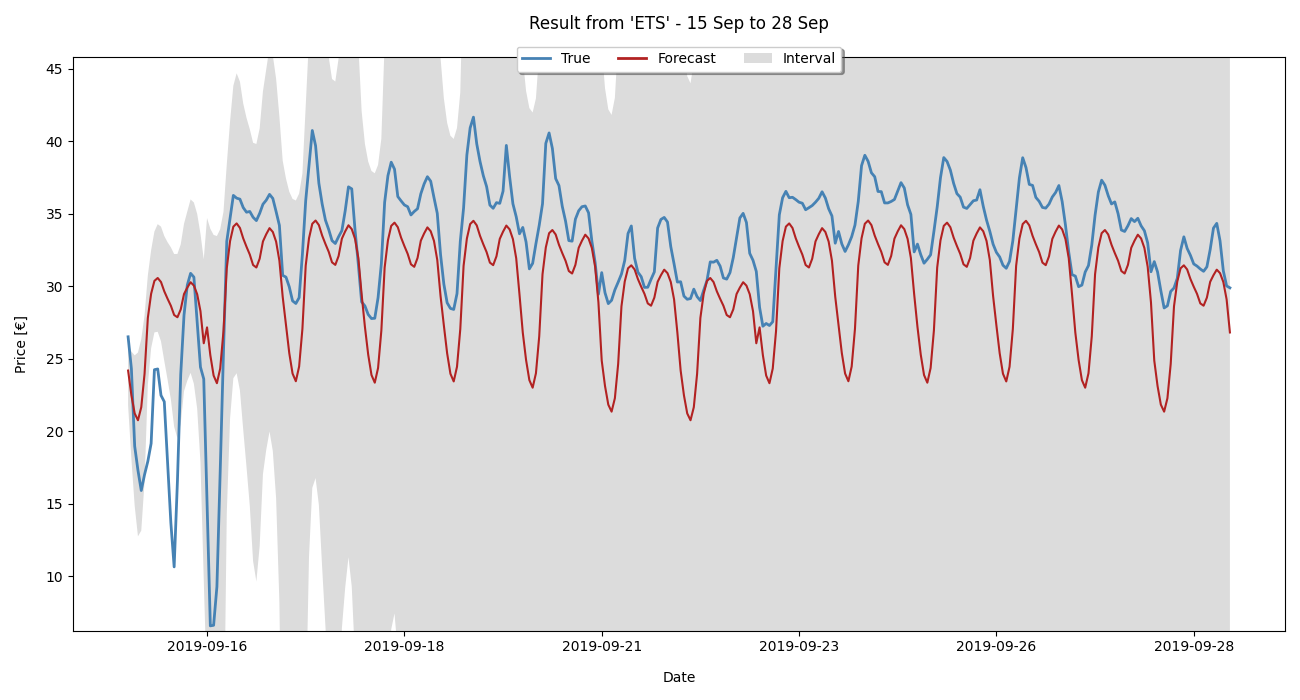 Result from 'ETS' - 15 Sep to 28 Sep
True Forecast Interval
45
40
35
30
25
20
15
10
Price [€]
2019-09-16 2019-09-18 2019-09-21 2019-09-23 2019-09-26 2019-09-28
Date